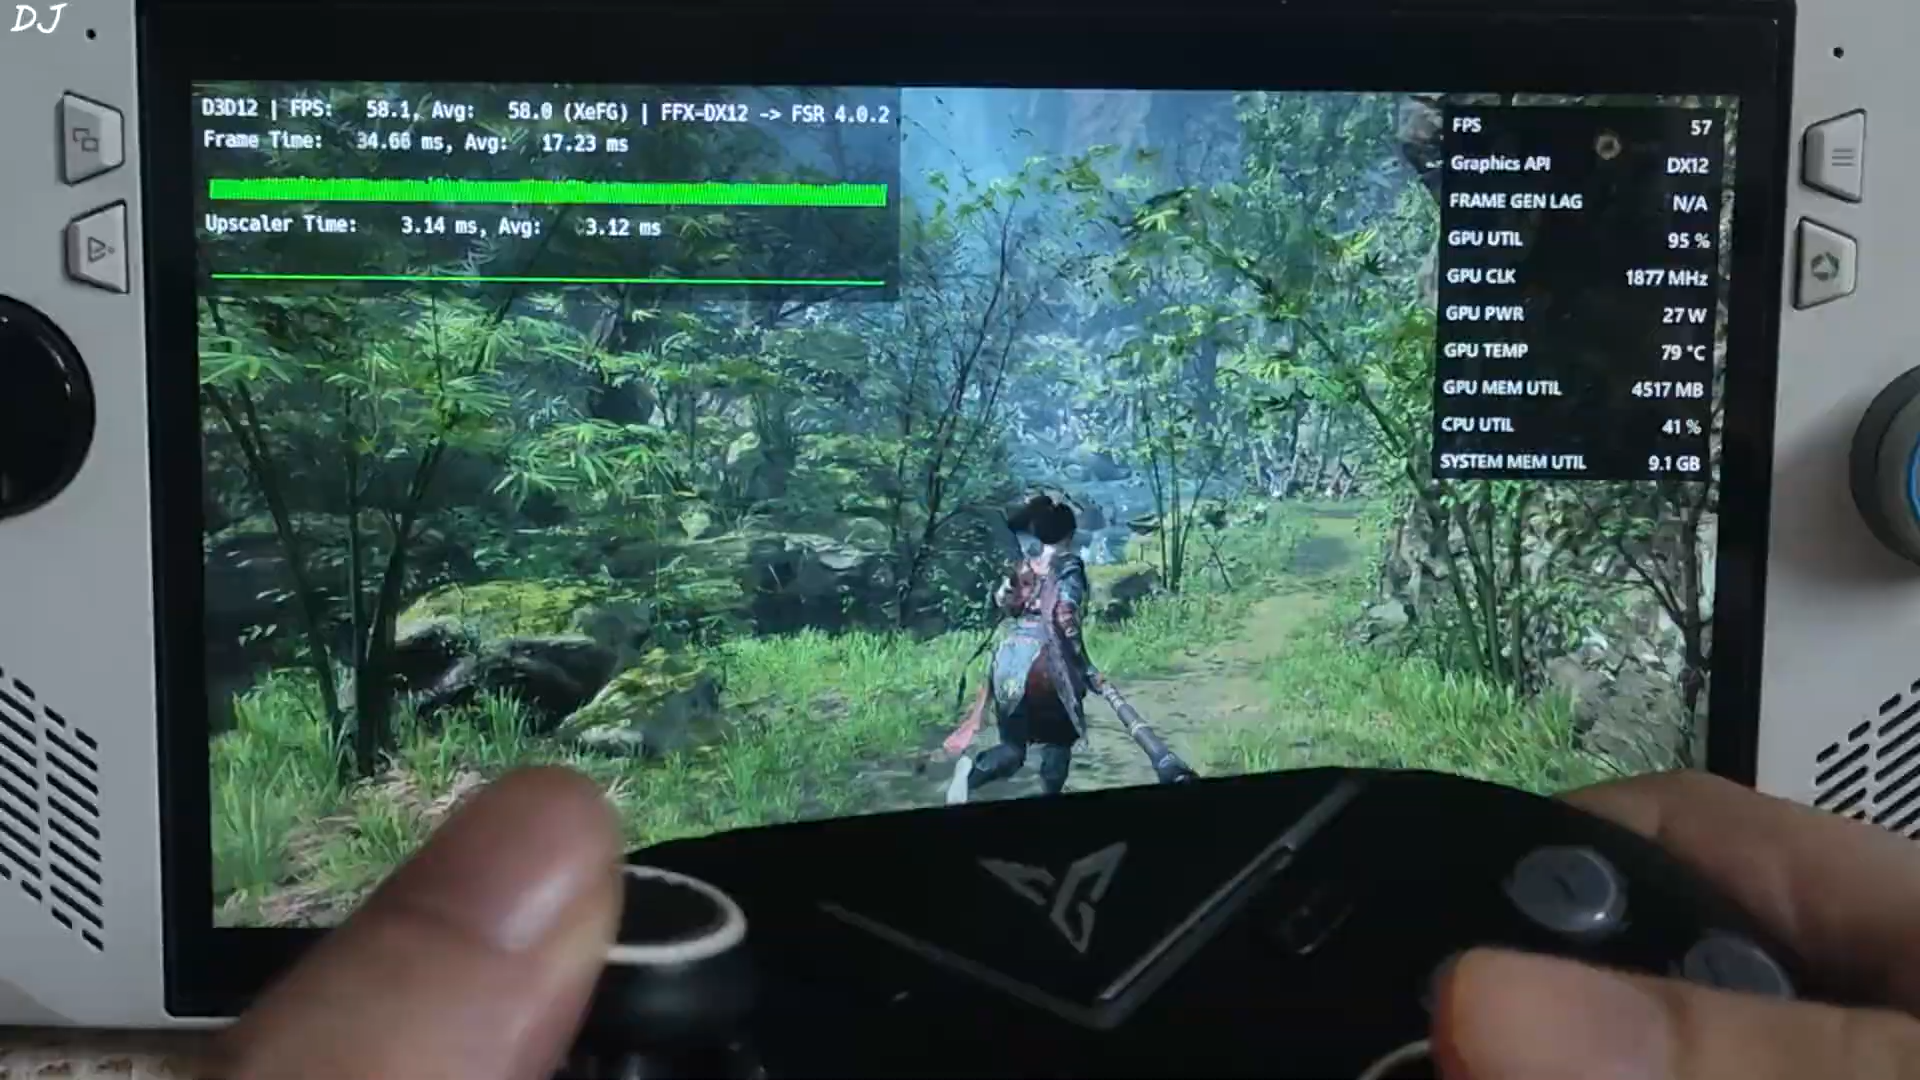 DJ
D3D12 | FPS: 58.1, Avg: 58.0 (XeFG) | FFX-DX12 -> FSR 4.0.2
Frame Time: 34.66 ms, Avg: 17.23 ms
Upscaler Time: 3.14 ms, Avg: 3.12 ms
FPS 57
Graphics API DX12
FRAME GEN LAG N/A
GPU UTIL 95 %
GPU CLK 1877 MHz
GPU PWR 27 W
GPU TEMP 79 °C
GPU MEM UTIL 4517 MB
CPU UTIL 41 %
SYSTEM MEM UTIL 9.1 GB